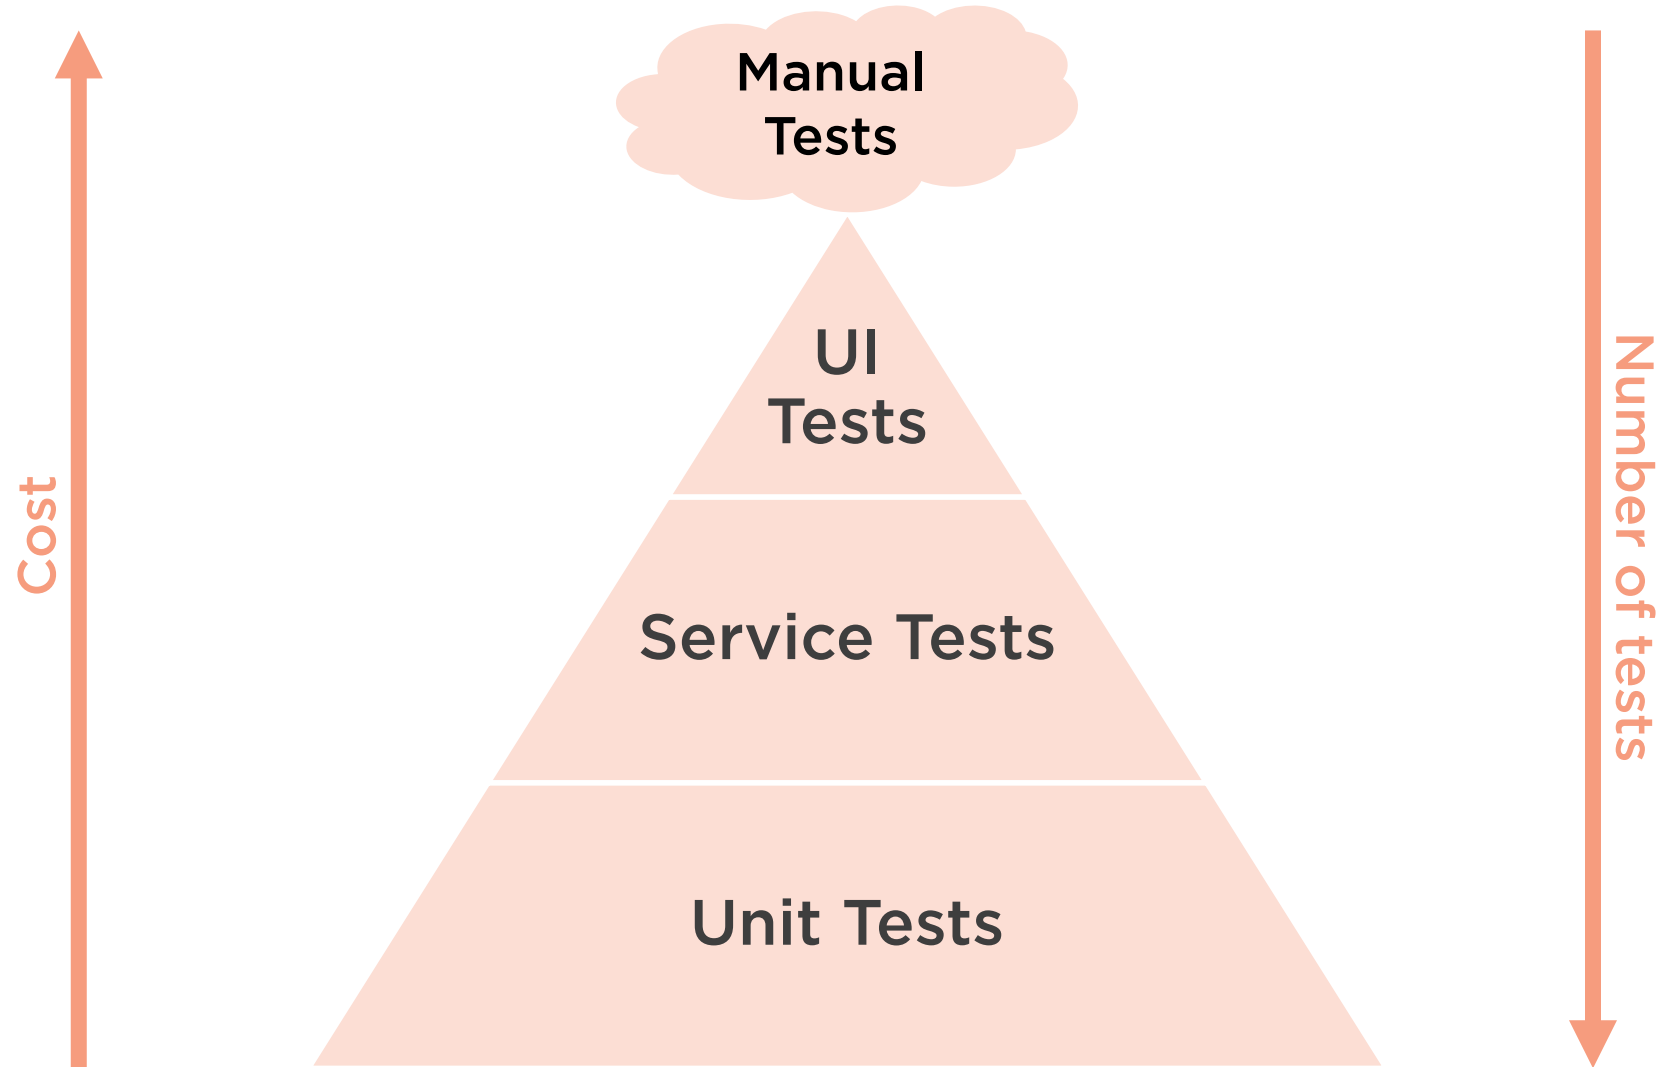 Manual
Tests
UI
Tests
Service Tests
Unit Tests
Cost
Number of tests